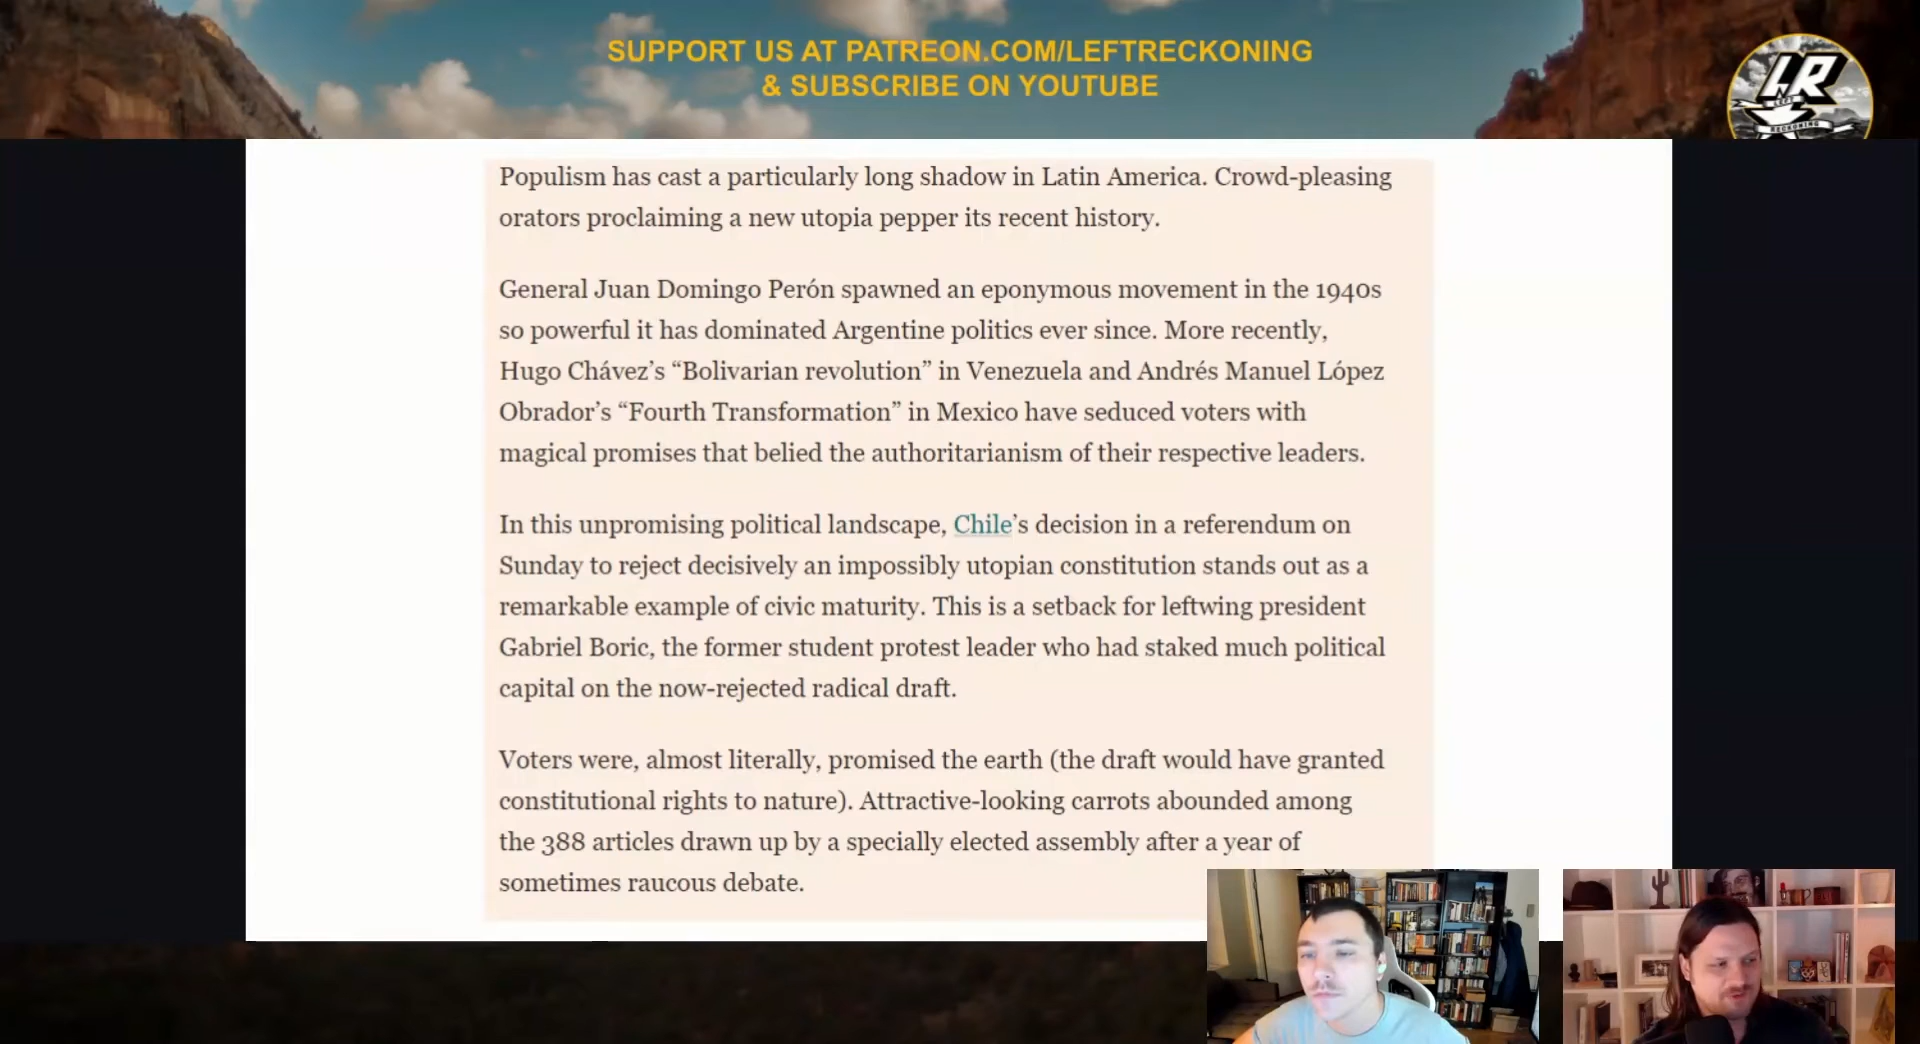 SUPPORT US AT PATREON.COM/LEFTRECKONING
& SUBSCRIBE ON YOUTUBE
LR
LEFT
RECKONING
Populism has cast a particularly long shadow in Latin America. Crowd-pleasing
orators proclaiming a new utopia pepper its recent history.
General Juan Domingo Perón spawned an eponymous movement in the 1940s
so powerful it has dominated Argentine politics ever since. More recently,
Hugo Chávez’s “Bolivarian revolution” in Venezuela and Andrés Manuel López
Obrador’s “Fourth Transformation” in Mexico have seduced voters with
magical promises that belied the authoritarianism of their respective leaders.
In this unpromising political landscape, Chile’s decision in a referendum on
Sunday to reject decisively an impossibly utopian constitution stands out as a
remarkable example of civic maturity. This is a setback for leftwing president
Gabriel Boric, the former student protest leader who had staked much political
capital on the now-rejected radical draft.
Voters were, almost literally, promised the earth (the draft would have granted
constitutional rights to nature). Attractive-looking carrots abounded among
the 388 articles drawn up by a specially elected assembly after a year of
sometimes raucous debate.